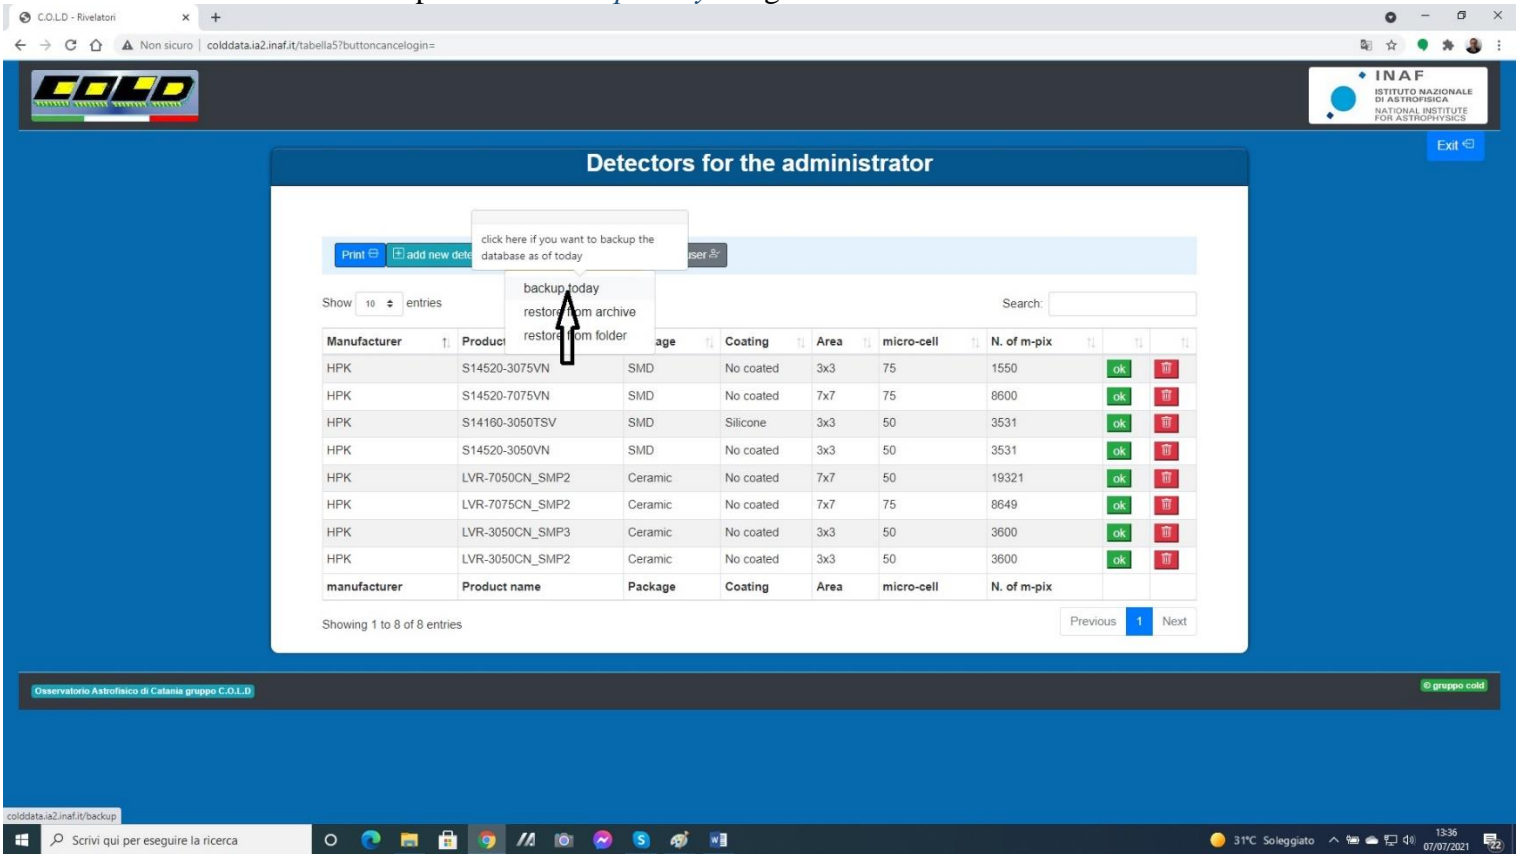 C.O.L.D - Rivelatori
Non sicuro | colddata.ia2.inaf.it/tabella5?buttoncancelogin=
COLD
INAF
ISTITUTO NAZIONALE
DI ASTROFISICA
NATIONAL INSTITUTE
FOR ASTROPHYSICS
Exit
Detectors for the administrator
click here if you want to backup the
database as of today
Print add new dete user
backup today
restore from archive
restore from folder
Show 10 entries Search:
Manufacturer Product age Coating Area micro-cell N. of m-pix
HPK S14520-3075VN SMD No coated 3x3 75 1550 ok
HPK S14520-7075VN SMD No coated 7x7 75 8600 ok
HPK S14160-3050TSV SMD Silicone 3x3 50 3531 ok
HPK S14520-3050VN SMD No coated 3x3 50 3531 ok
HPK LVR-7050CN_SMP2 Ceramic No coated 7x7 50 19321 ok
HPK LVR-7075CN_SMP2 Ceramic No coated 7x7 75 8649 ok
HPK LVR-3050CN_SMP3 Ceramic No coated 3x3 50 3600 ok
HPK LVR-3050CN_SMP2 Ceramic No coated 3x3 50 3600 ok
manufacturer Product name Package Coating Area micro-cell N. of m-pix
Showing 1 to 8 of 8 entries Previous 1 Next
Osservatorio Astrofisico di Catania gruppo C.O.L.D © gruppo cold
colddata.ia2.inaf.it/backup
Scrivi qui per eseguire la ricerca 31°C Soleggiato 13:36
07/07/2021 22